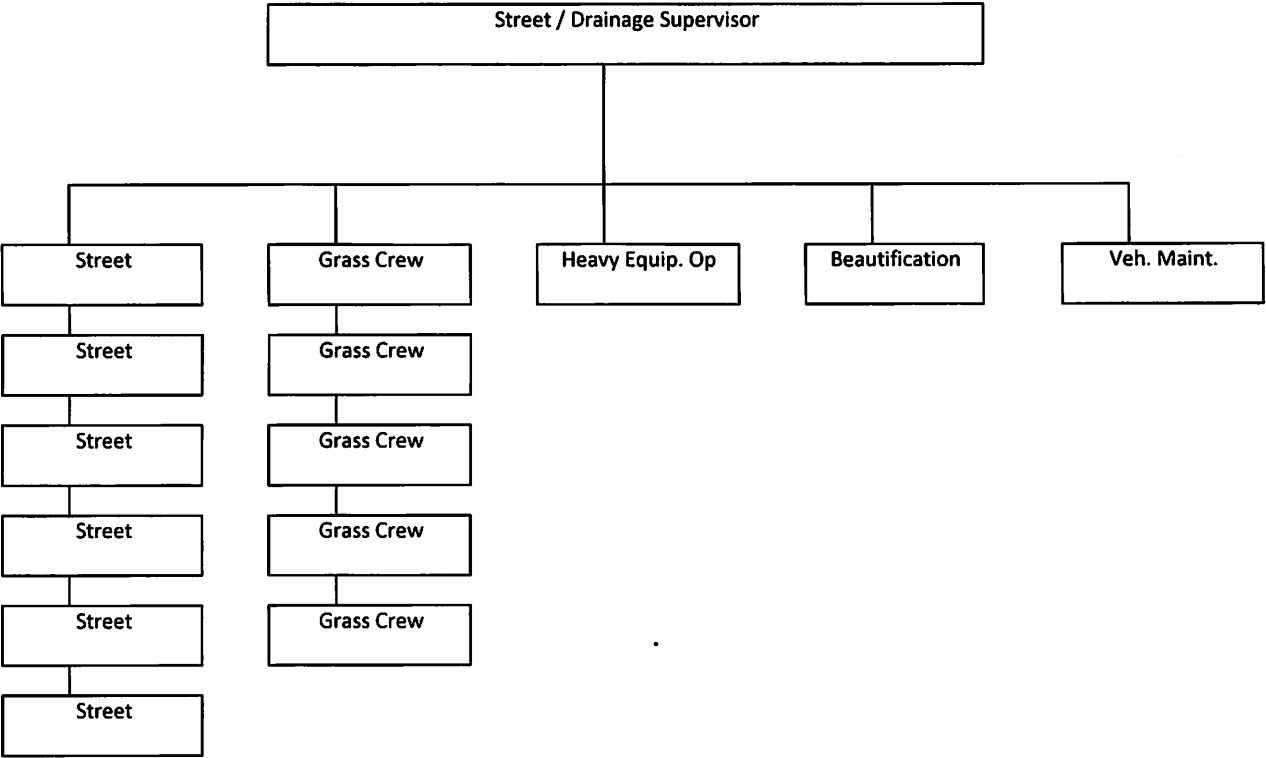 Street / Drainage Supervisor
Street
Grass Crew
Heavy Equip. Op
Beautification
Veh. Maint.
Street
Grass Crew
Street
Grass Crew
Street
Grass Crew
Street
Grass Crew
Street